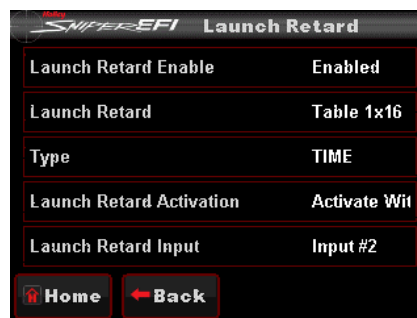 Holley
SNIPER EFI Launch Retard
Launch Retard Enable Enabled
Launch Retard Table 1x16
Type TIME
Launch Retard Activation Activate Wit
Launch Retard Input Input #2
Home Back